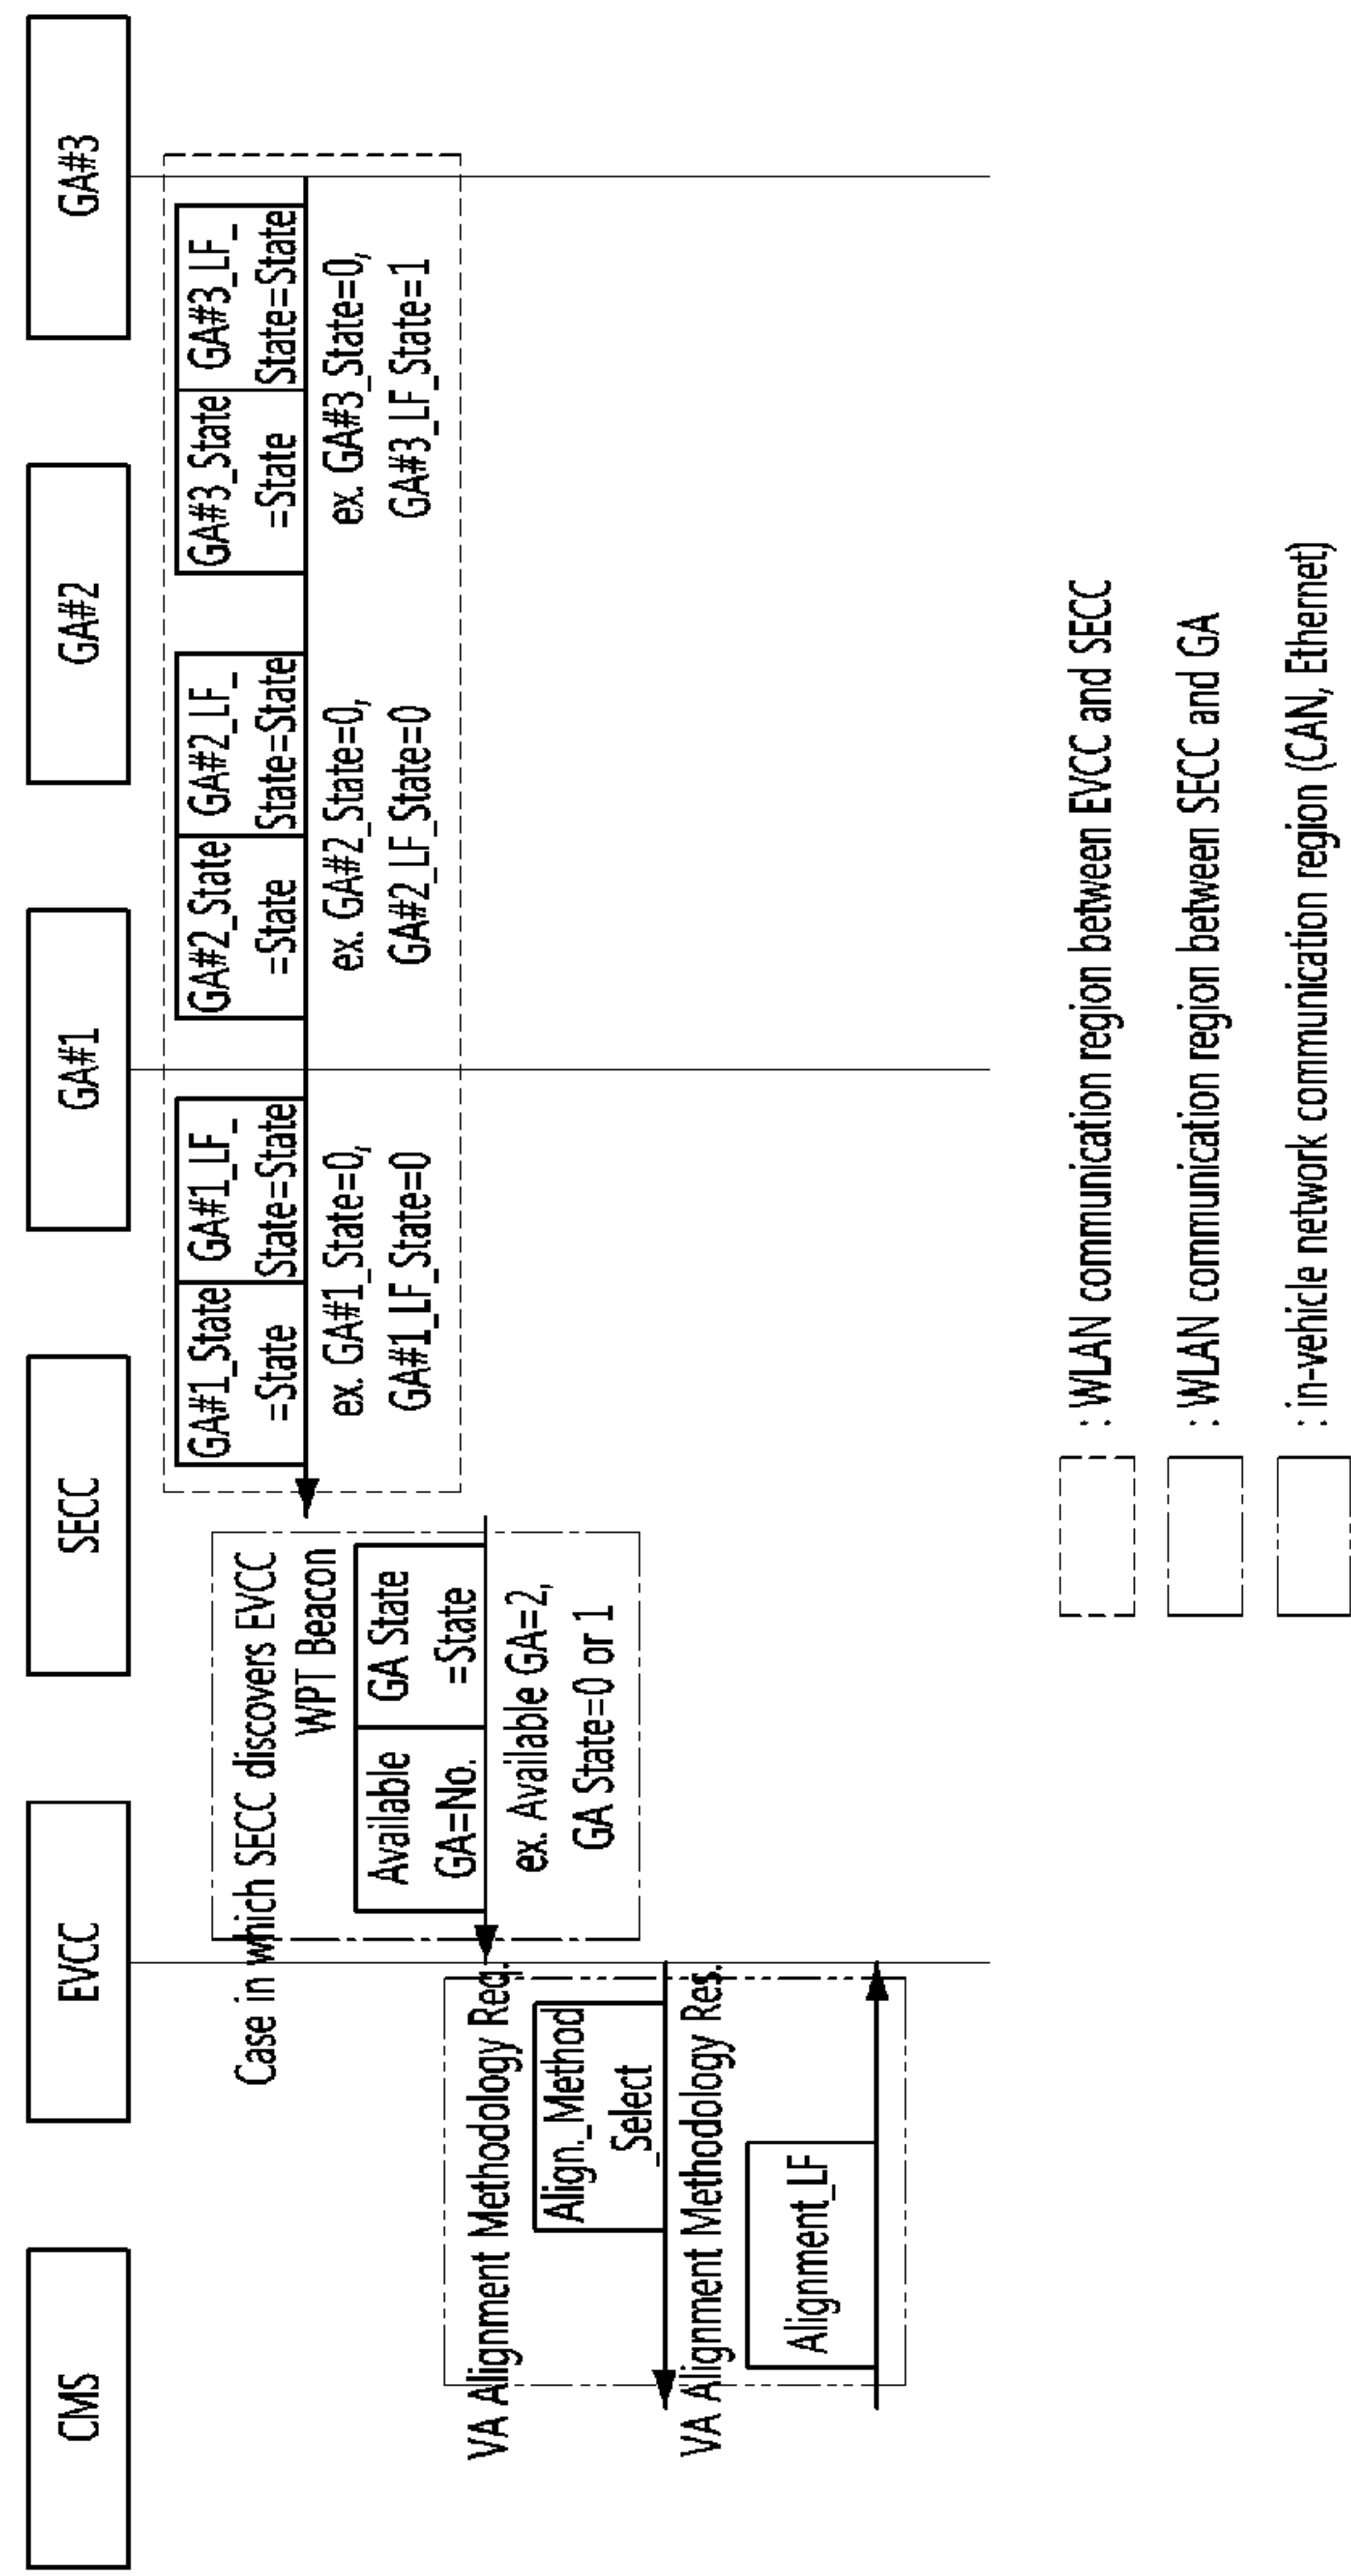 CMS
EVCC
SECC
GA#1
GA#2
GA#3
GA#1_State
=State
GA#1_LF_
State=State
GA#2_State
=State
GA#2_LF_
State=State
GA#3_State
=State
GA#3_LF_
State=State
ex. GA#1_State=0,
GA#1_LF_State=0
ex. GA#2_State=0,
GA#2_LF_State=0
ex. GA#3_State=0,
GA#3_LF_State=1
Case in which SECC discovers EVCC
WPT Beacon
Available
GA=No.
GA State
=State
ex. Available GA=2,
GA State=0 or 1
VA Alignment Methodology Req.
Align._Method
_Select
VA Alignment Methodology Res.
Alignment_LF
: WLAN communication region between EVCC and SECC
: WLAN communication region between SECC and GA
: in-vehicle network communication region (CAN, Ethernet)